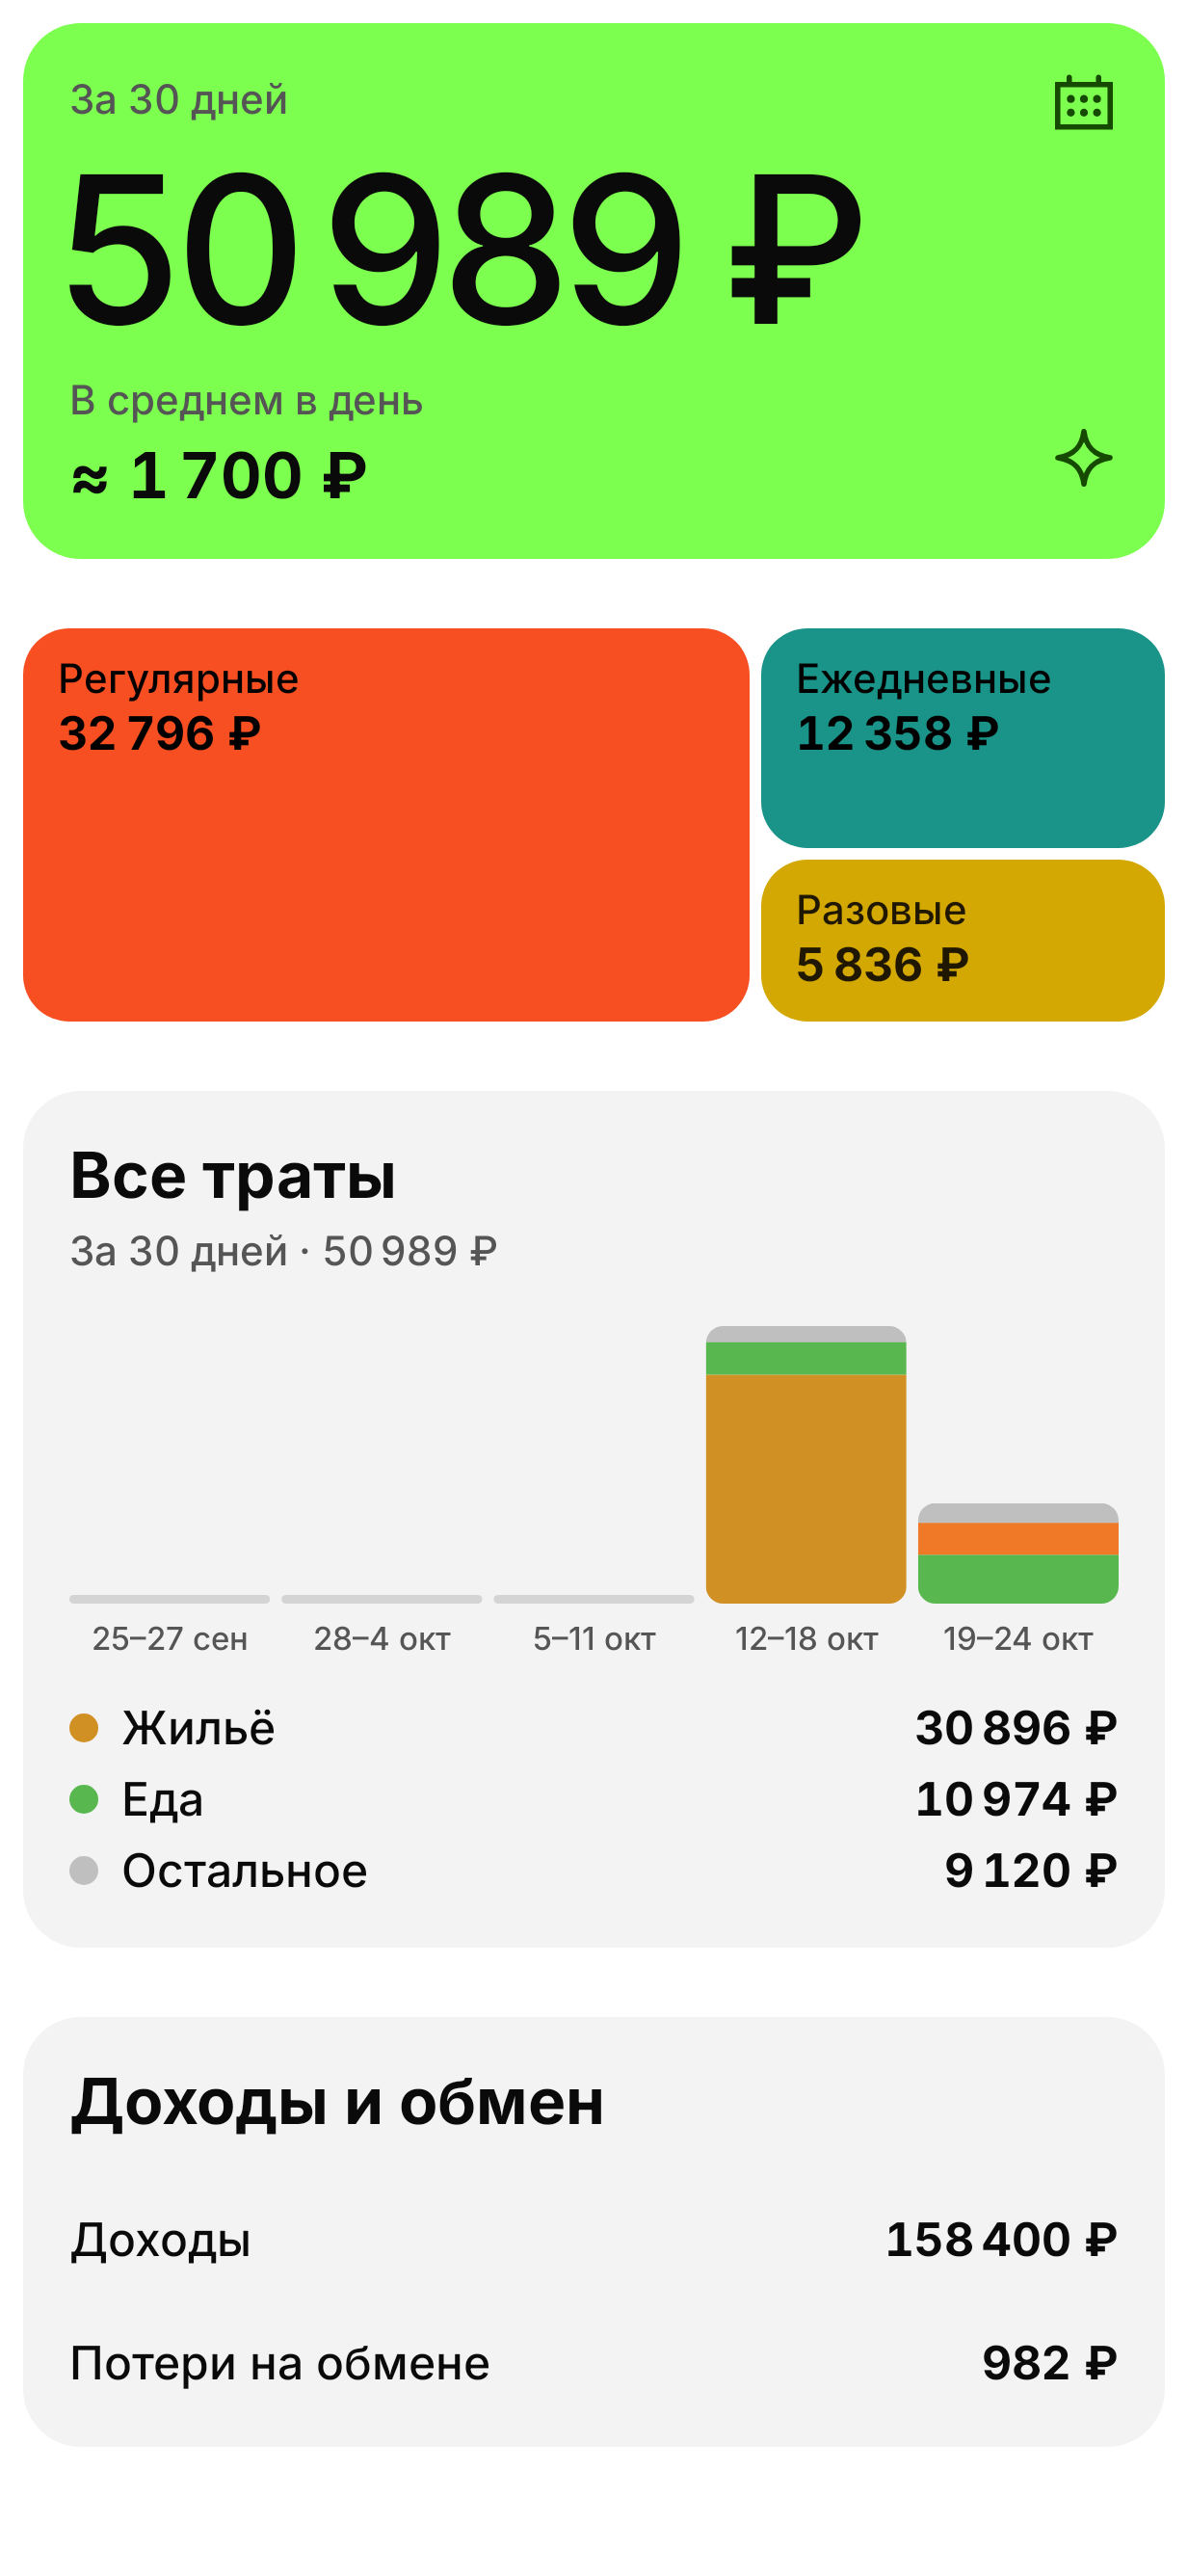 За 30 дней
50 989 ₽
В среднем в день
≈ 1 700 ₽
Регулярные
32 796 ₽
Ежедневные
12 358 ₽
Разовые
5 836 ₽
Все траты
За 30 дней · 50 989 ₽
25–27 сен
28–4 окт
5–11 окт
12–18 окт
19–24 окт
Жильё 30 896 ₽
Еда 10 974 ₽
Остальное 9 120 ₽
Доходы и обмен
Доходы 158 400 ₽
Потери на обмене 982 ₽